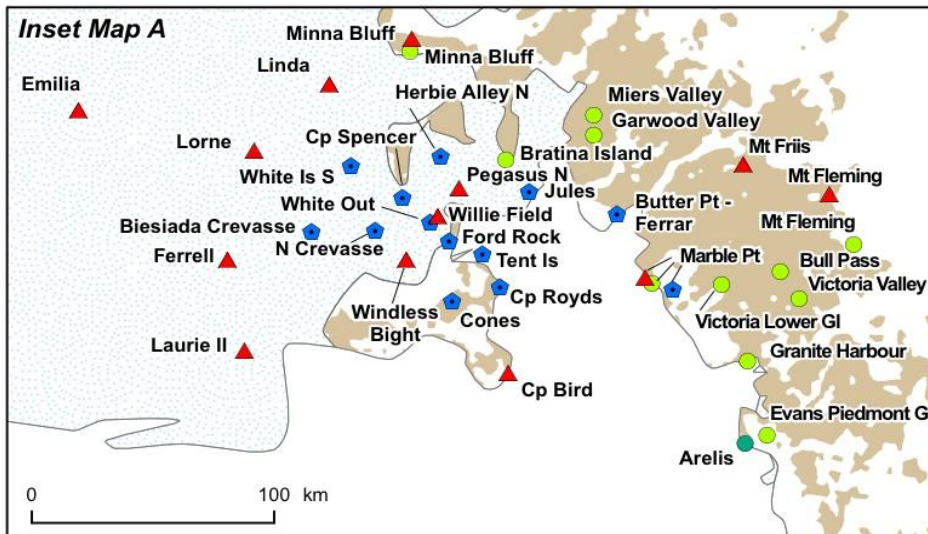 Inset Map A
Minna Bluff
Minna Bluff
Linda
Emilia
Herbie Alley N
Miers Valley
Garwood Valley
Cp Spencer
Lorne
Mt Friis
Bratina Island
White Is S
Pegasus N
Mt Fleming
Jules
White Out
Willie Field
Butter Pt -
Ferrar
Mt Fleming
Biesiada Crevasse
N Crevasse
Ford Rock
Ferrell
Tent Is
Marble Pt
Bull Pass
Victoria Valley
Cp Royds
Windless
Bight
Cones
Victoria Lower Gl
Laurie II
Granite Harbour
Cp Bird
Evans Piedmont G
Arelis
0 100 km